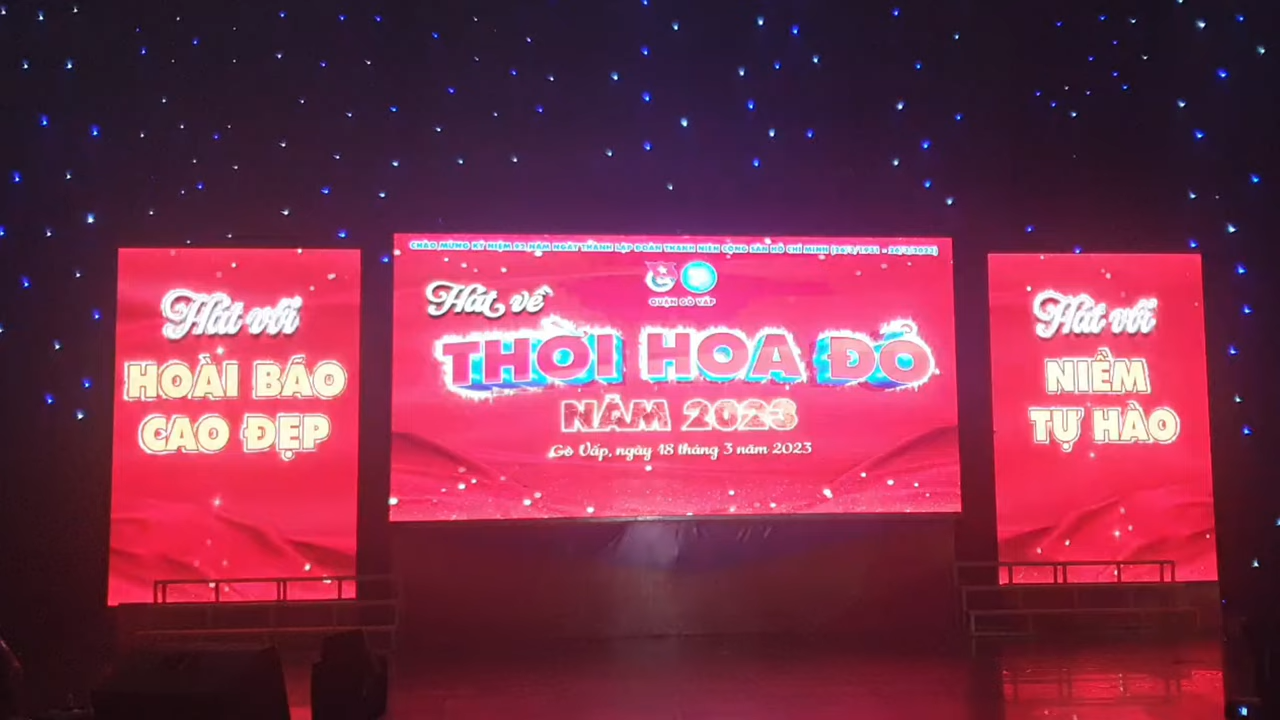 Hát với
HOÀI BÃO
CAO ĐẸP
CHÀO MỪNG KỶ NIỆM 92 NĂM NGÀY THÀNH LẬP ĐOÀN THANH NIÊN CỘNG SẢN HỒ CHÍ MINH (26/3/1931 - 26/3/2023)
QUẬN GÒ VẤP
Hát về
THỜI HOA ĐỎ
NĂM 2023
Gò Vấp, ngày 18 tháng 3 năm 2023
Hát với
NIỀM
TỰ HÀO